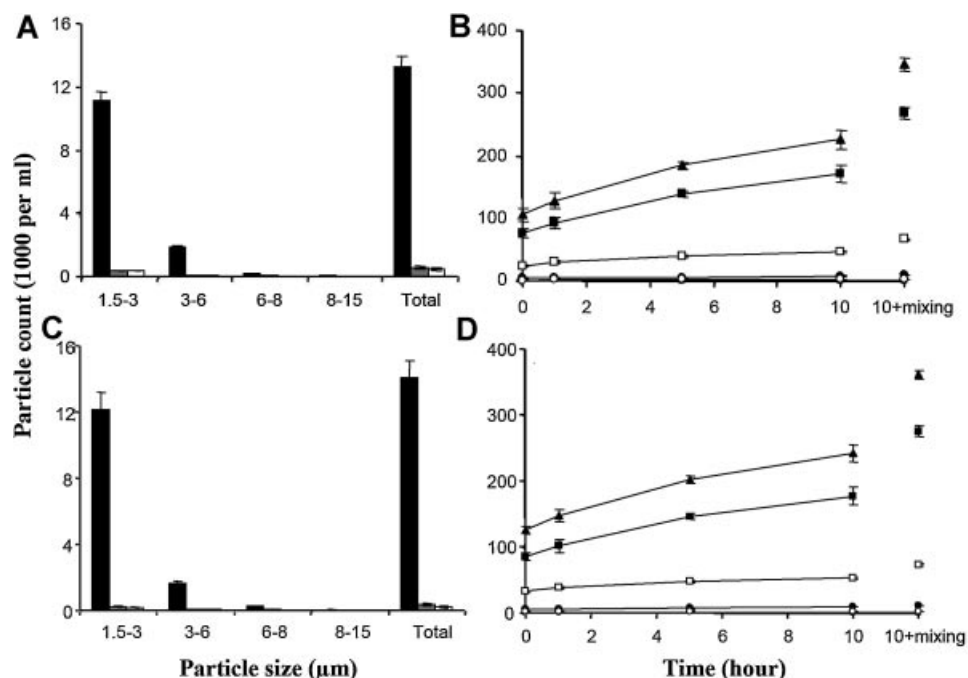 A
16
12
8
4
0
1.5-3 3-6 6-8 8-15 Total
B
400
300
200
100
0
0 2 4 6 8 10 10+mixing
Particle count (1000 per ml)
C
16
12
8
4
0
1.5-3 3-6 6-8 8-15 Total
Particle size (µm)
D
400
300
200
100
0
0 2 4 6 8 10 10+mixing
Time (hour)